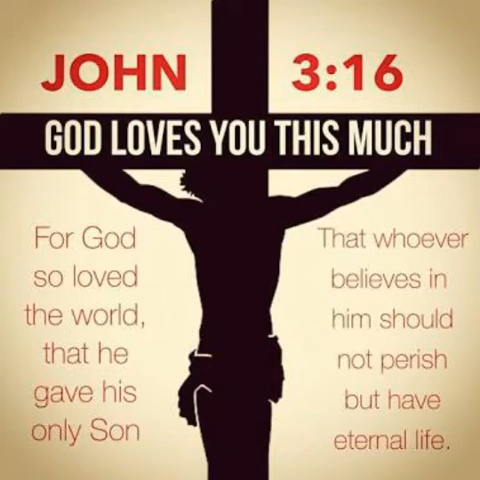 JOHN 3:16
GOD LOVES YOU THIS MUCH
For God
so loved
the world,
that he
gave his
only Son
That whoever
believes in
him should
not perish
but have
eternal life.